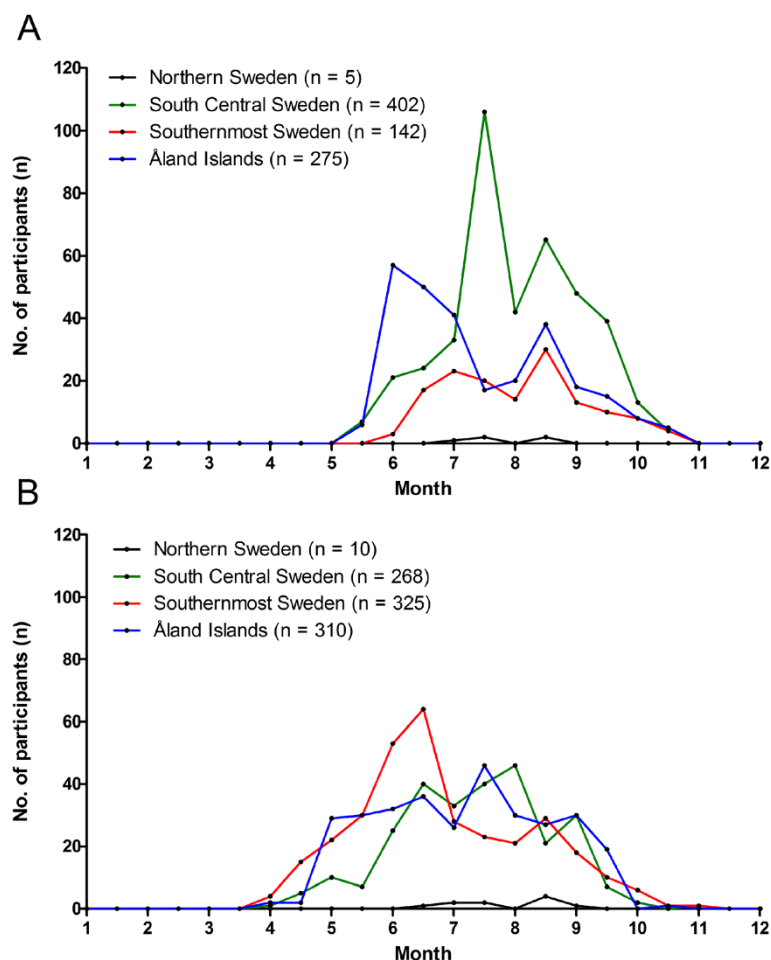 A
No. of participants (n)
120
100
80
60
40
20
0
Northern Sweden (n = 5)
South Central Sweden (n = 402)
Southernmost Sweden (n = 142)
Åland Islands (n = 275)
1 2 3 4 5 6 7 8 9 10 11 12
Month
B
No. of participants (n)
120
100
80
60
40
20
0
Northern Sweden (n = 10)
South Central Sweden (n = 268)
Southernmost Sweden (n = 325)
Åland Islands (n = 310)
1 2 3 4 5 6 7 8 9 10 11 12
Month